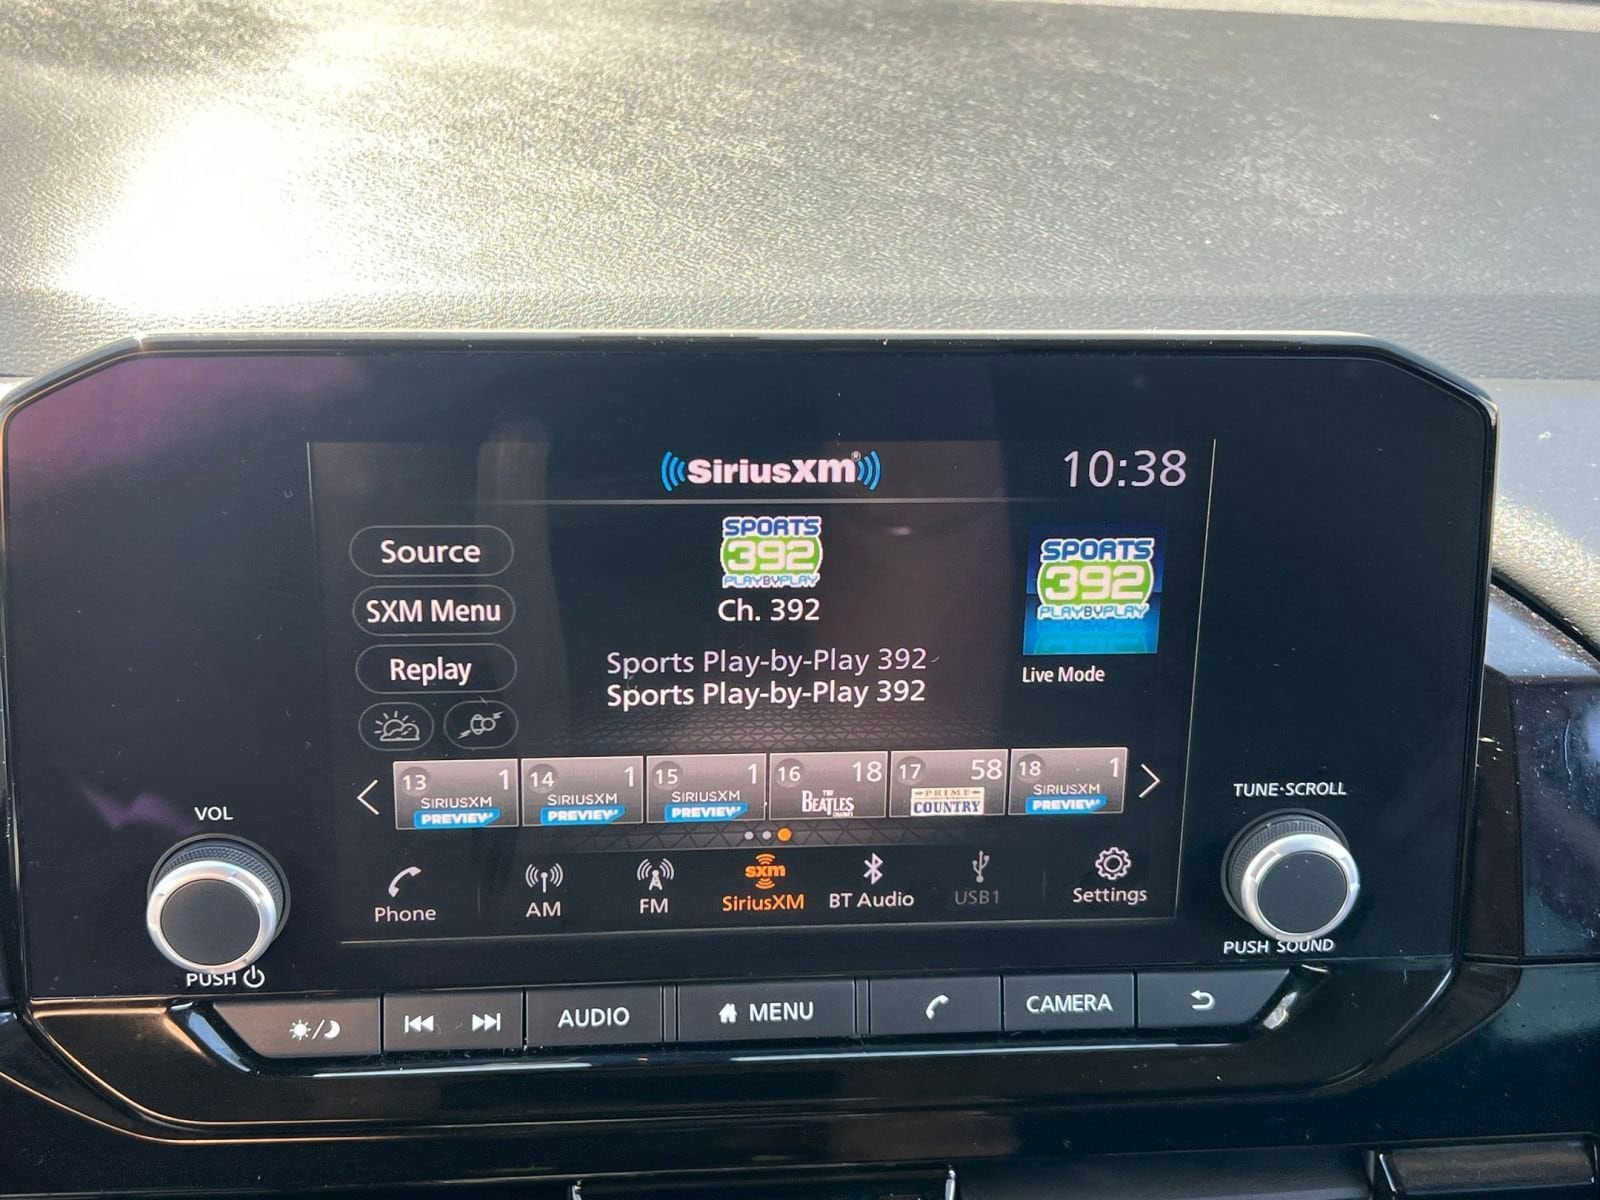 SiriusXM®
10:38
Source
SXM Menu
Replay
SPORTS
392
PLAYBYPLAY
Ch. 392
Sports Play-by-Play 392
Sports Play-by-Play 392
SPORTS
392
PLAYBYPLAY
Live Mode
13 1
SIRIUSXM
PREVIEW
14 1
SIRIUSXM
PREVIEW
15 1
SIRIUSXM
PREVIEW
16 18
THE
BEATLES
CHANNEL
17 58
PRIME
COUNTRY
18 1
SIRIUSXM
PREVIEW
Phone
AM
FM
sxm
SiriusXM
BT Audio
USB1
Settings
VOL
PUSH
TUNE·SCROLL
PUSH SOUND
AUDIO
MENU
CAMERA